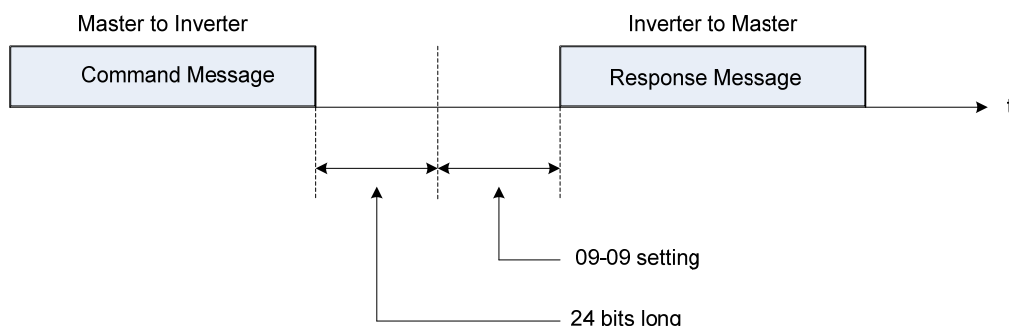 Master to Inverter
Inverter to Master
Command Message
Response Message
t
09-09 setting
24 bits long